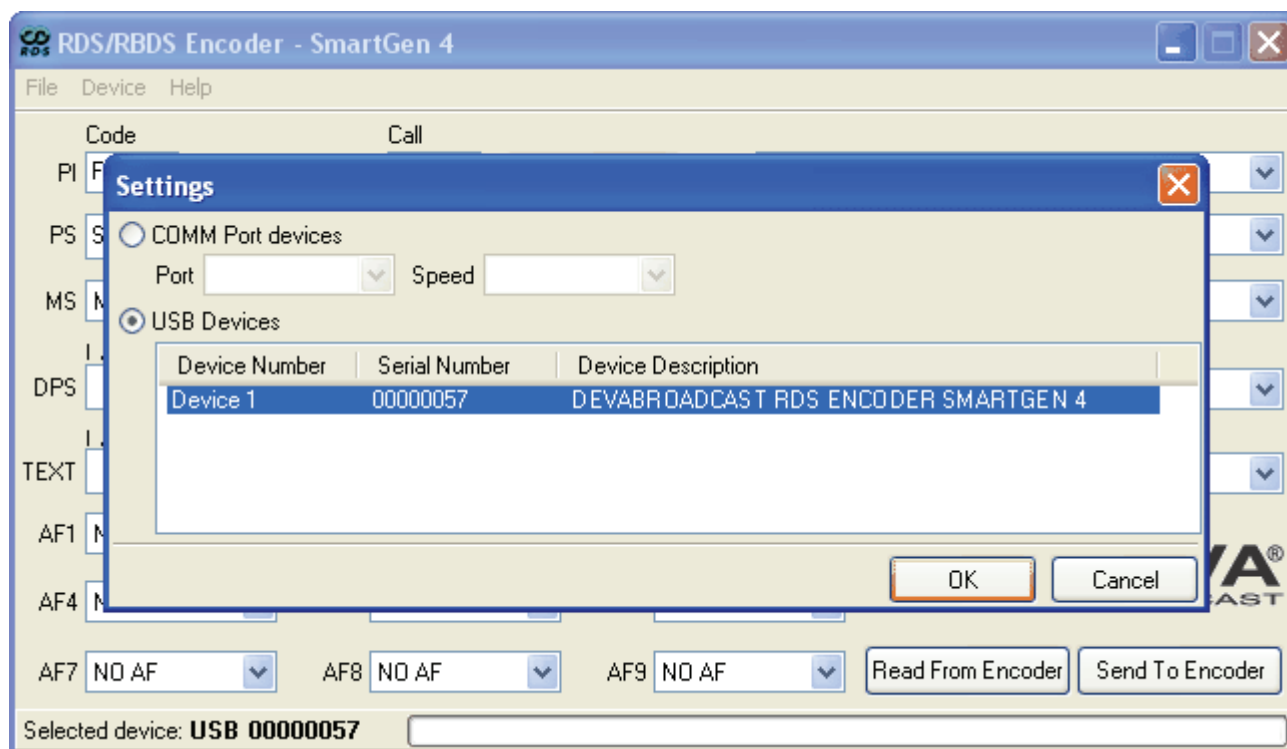 RDS/RBDS Encoder - SmartGen 4
File Device Help
Code Call
PI
Settings
PS COMM Port devices
Port Speed
MS
USB Devices
Device Number Serial Number Device Description
DPS Device 1 00000057 DEVABROADCAST RDS ENCODER SMARTGEN 4
TEXT
AF1
OK Cancel VA®
AF4 CAST
AF7 NO AF AF8 NO AF AF9 NO AF Read From Encoder Send To Encoder
Selected device: USB 00000057